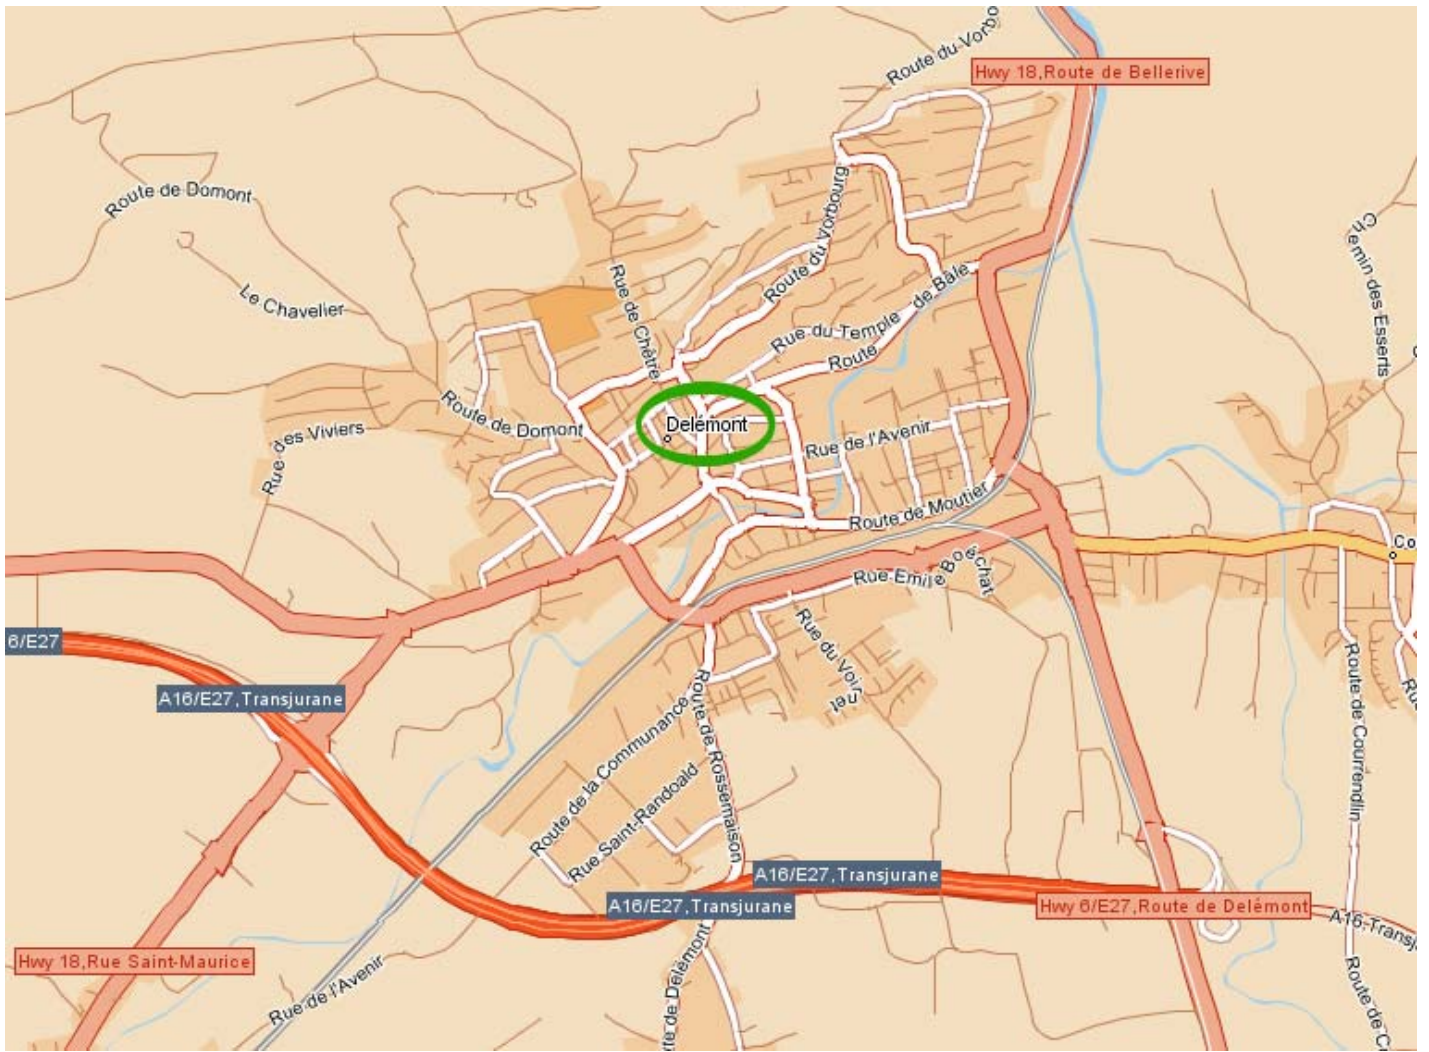 Route du Vorbo
Hwy 18,Route de Bellerive
Route de Domont
Route du Vorbourg
Chemin des Esserts
Le Chavelier
Rue de Chêtre
Rue du Temple
Route de Bâle
Route de Domont
Delémont
Rue des Viviers
Rue de l'Avenir
Route de Moutier
Co
Rue Emile Boéchat
6/E27
Rue du Voirnet
A16/E27,Transjurane
Route de la Communance
Route de Rossemaison
Route de Courrendlin
Rue Saint-Randoald
A16/E27,Transjurane
A16/E27,Transjurane
Hwy 6/E27,Route de Delémont
A16,Transj
Hwy 18,Rue Saint-Maurice
Rue de l'Avenir
te de Delémont
Route de C